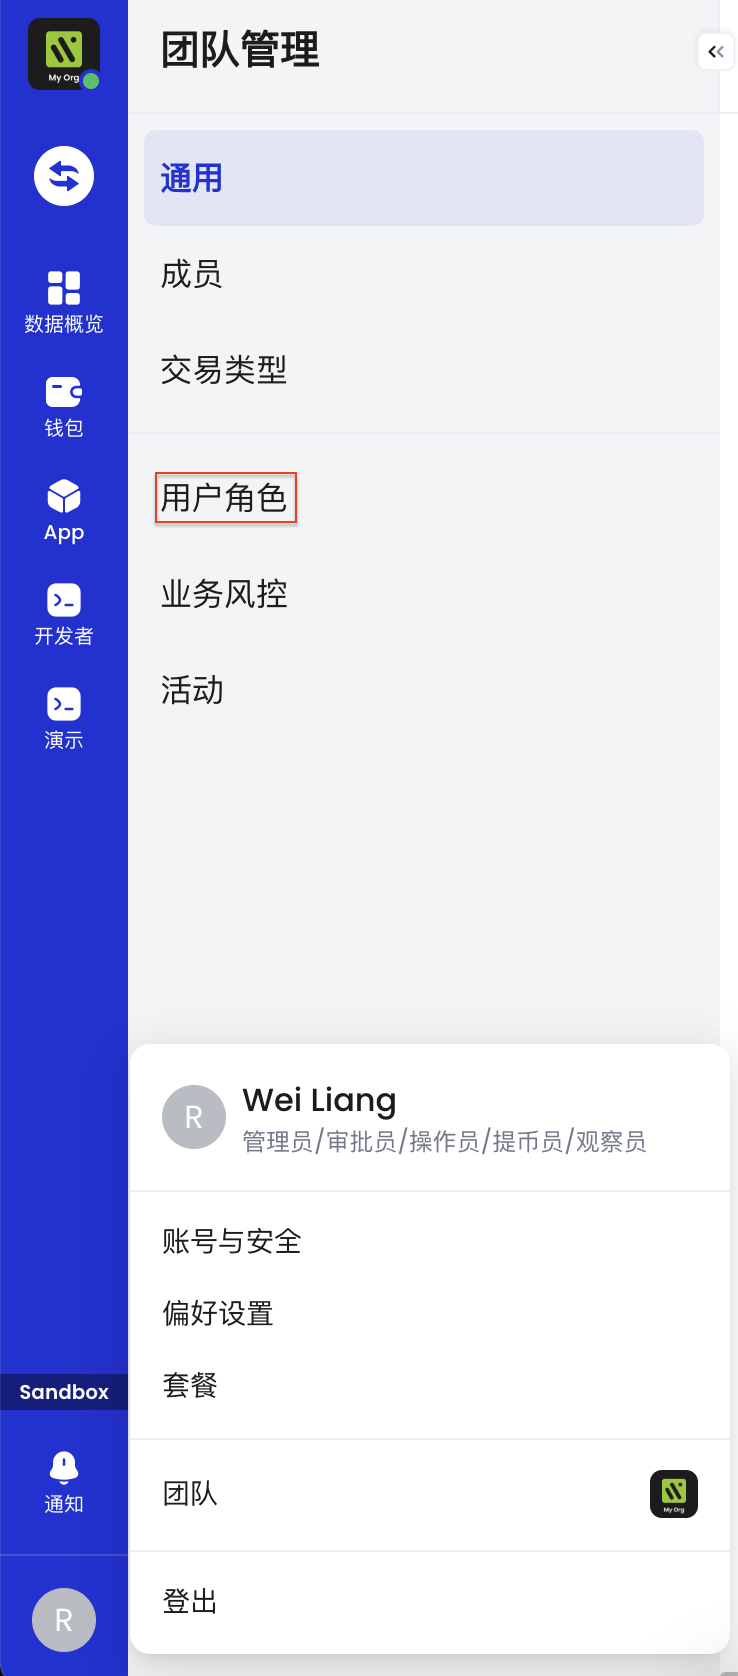 My Org
数据概览
钱包
App
开发者
演示
Sandbox
通知
R
团队管理
通用
成员
交易类型
用户角色
业务风控
活动
R
Wei Liang
管理员/审批员/操作员/提币员/观察员
账号与安全
偏好设置
套餐
团队
My Org
登出